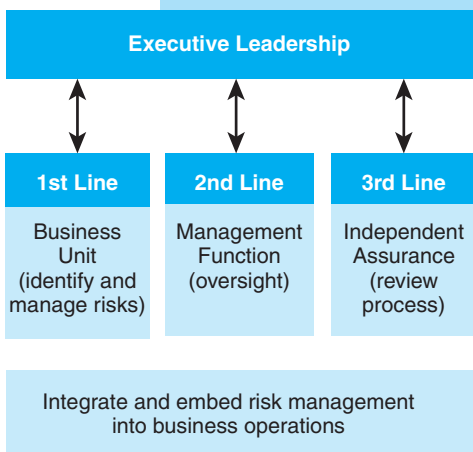 Executive Leadership
1st Line
Business
Unit
(identify and
manage risks)
2nd Line
Management
Function
(oversight)
3rd Line
Independent
Assurance
(review
process)
Integrate and embed risk management
into business operations